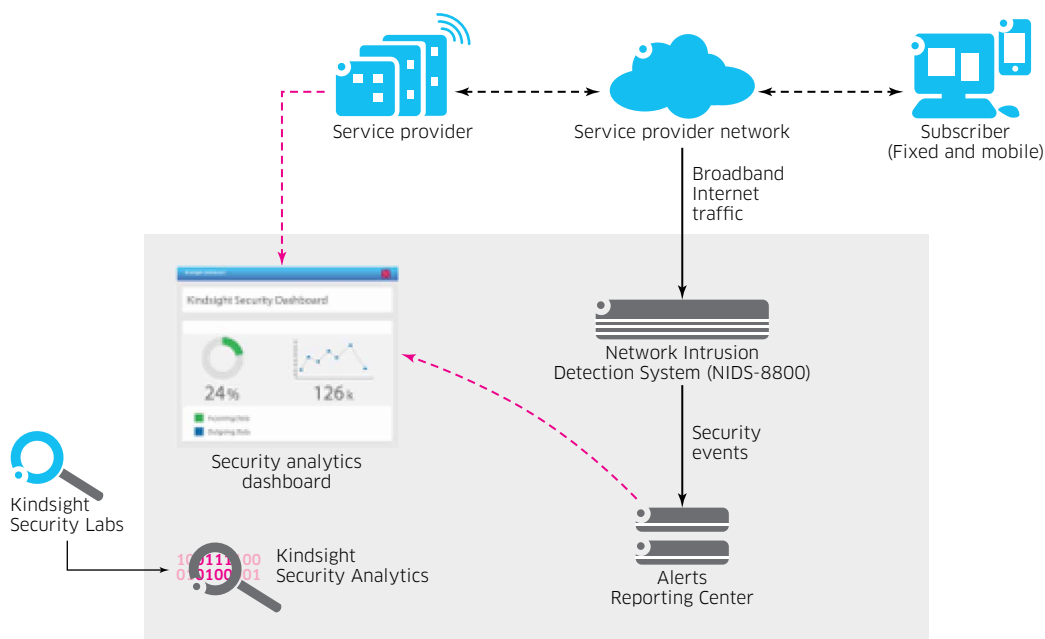 Service provider
Service provider network
Subscriber
(Fixed and mobile)
Broadband
Internet
traffic
Kindsight Security Dashboard
24%
126k
Network Intrusion
Detection System (NIDS-8800)
Security analytics
dashboard
Security
events
Kindsight
Security Labs
Kindsight
Security Analytics
Alerts
Reporting Center